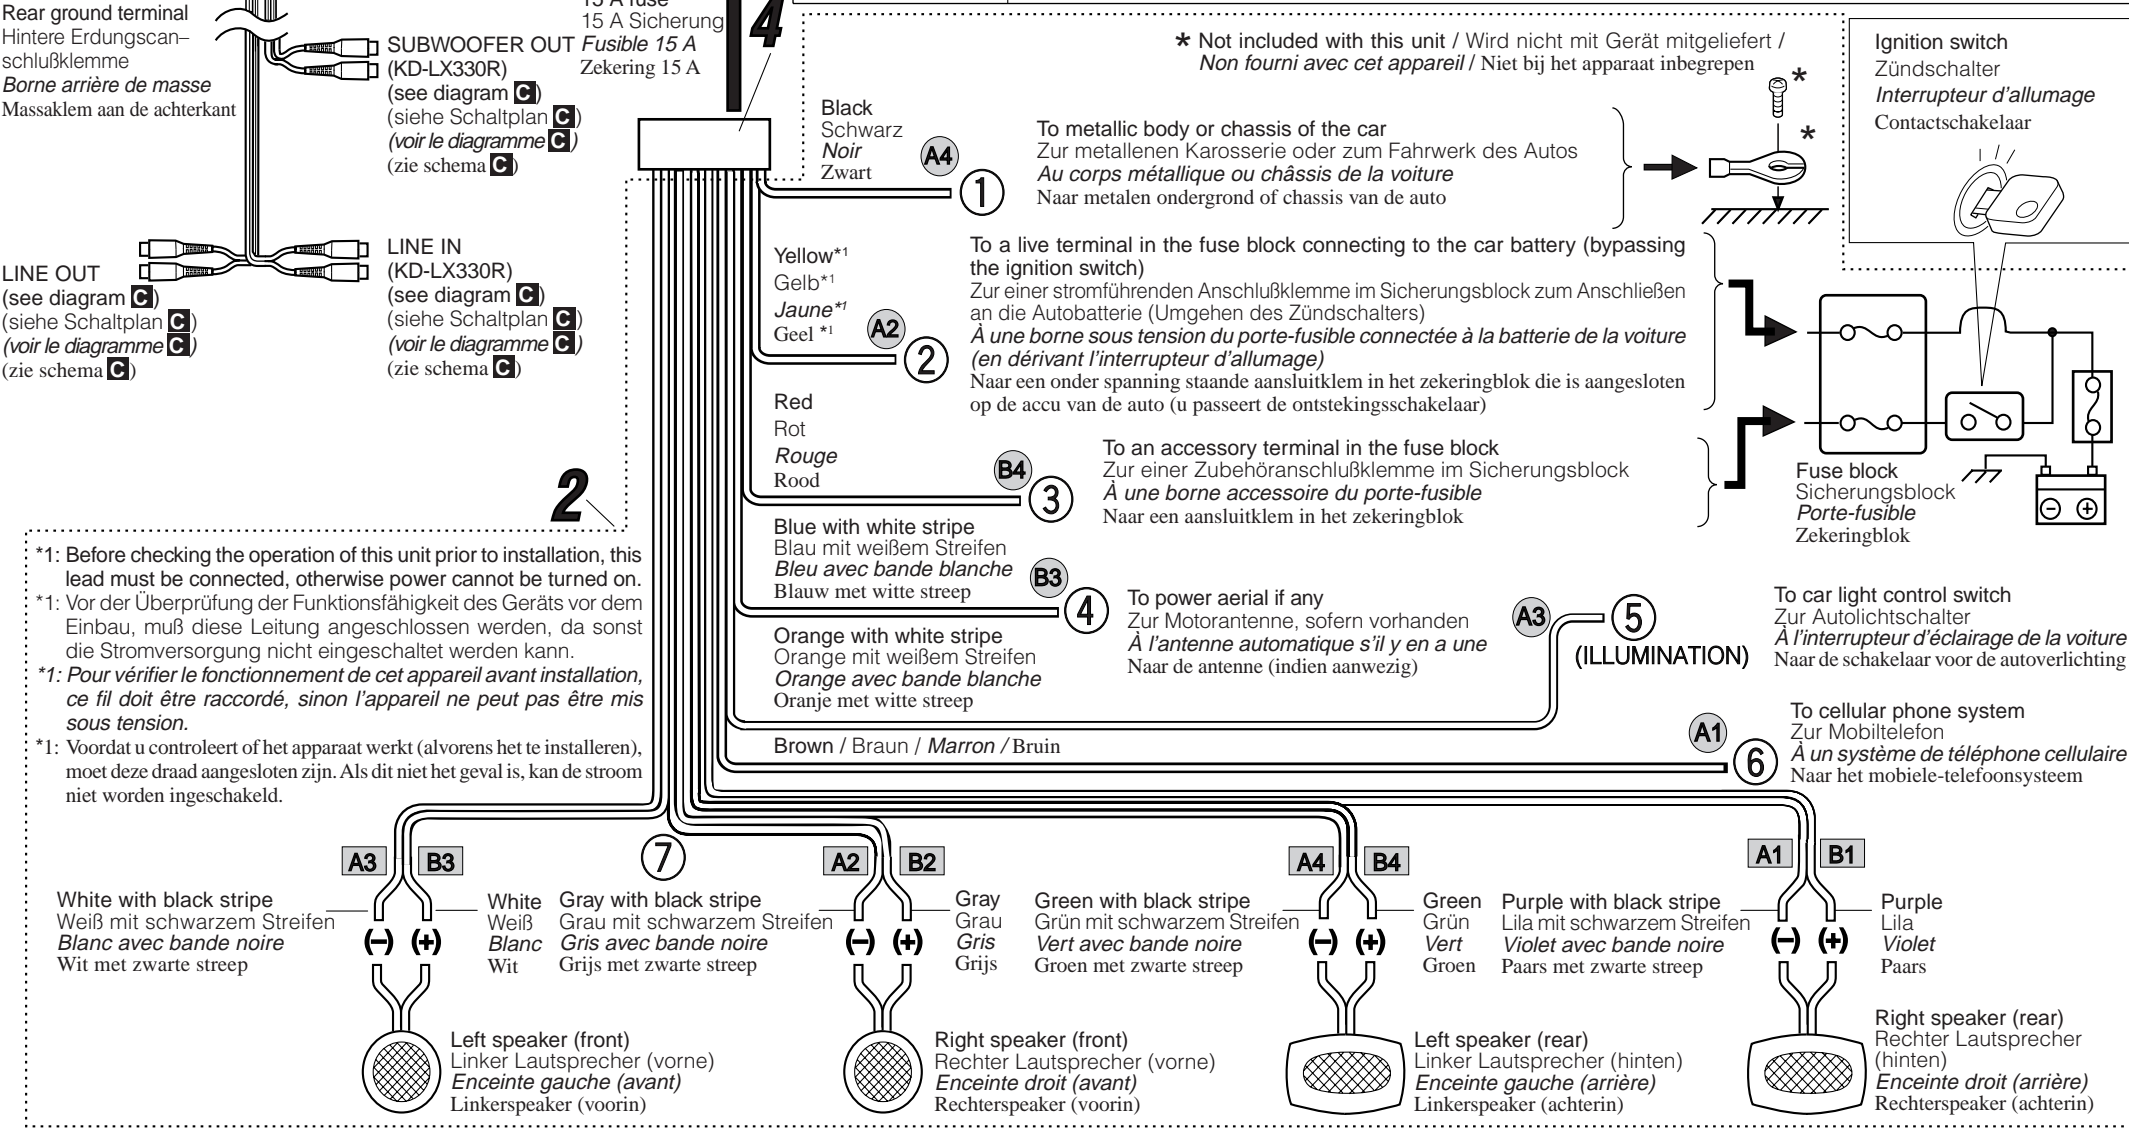 Rear ground terminal
Hintere Erdungscan–
schlußklemme
Borne arrière de masse
Massaklem aan de achterkant
SUBWOOFER OUT
(KD-LX330R)
(see diagram C)
(siehe Schaltplan C)
(voir le diagramme C)
(zie schema C)
15 A fuse
15 A Sicherung
Fusible 15 A
Zekering 15 A
4
* Not included with this unit / Wird nicht mit Gerät mitgeliefert /
Non fourni avec cet appareil / Niet bij het apparaat inbegrepen
*
*
Ignition switch
Zündschalter
Interrupteur d'allumage
Contactschakelaar
Black
Schwarz
Noir
Zwart
A4
1
To metallic body or chassis of the car
Zur metallenen Karosserie oder zum Fahrwerk des Autos
Au corps métallique ou châssis de la voiture
Naar metalen ondergrond of chassis van de auto
LINE OUT
(see diagram C)
(siehe Schaltplan C)
(voir le diagramme C)
(zie schema C)
LINE IN
(KD-LX330R)
(see diagram C)
(siehe Schaltplan C)
(voir le diagramme C)
(zie schema C)
Yellow*1
Gelb*1
Jaune*1
Geel *1
A2
2
To a live terminal in the fuse block connecting to the car battery (bypassing
the ignition switch)
Zur einer stromführenden Anschlußklemme im Sicherungsblock zum Anschließen
an die Autobatterie (Umgehen des Zündschalters)
À une borne sous tension du porte-fusible connectée à la batterie de la voiture
(en dérivant l'interrupteur d'allumage)
Naar een onder spanning staande aansluitklem in het zekeringblok die is aangesloten
op de accu van de auto (u passeert de ontstekingsschakelaar)
Red
Rot
Rouge
Rood
B4
3
To an accessory terminal in the fuse block
Zur einer Zubehöranschlußklemme im Sicherungsblock
À une borne accessoire du porte-fusible
Naar een aansluitklem in het zekeringblok
Fuse block
Sicherungsblock
Porte-fusible
Zekeringblok
2
*1: Before checking the operation of this unit prior to installation, this
lead must be connected, otherwise power cannot be turned on.
*1: Vor der Überprüfung der Funktionsfähigkeit des Geräts vor dem
Einbau, muß diese Leitung angeschlossen werden, da sonst
die Stromversorgung nicht eingeschaltet werden kann.
*1: Pour vérifier le fonctionnement de cet appareil avant installation,
ce fil doit être raccordé, sinon l'appareil ne peut pas être mis
sous tension.
*1: Voordat u controleert of het apparaat werkt (alvorens het te installeren),
moet deze draad aangesloten zijn. Als dit niet het geval is, kan de stroom
niet worden ingeschakeld.
Blue with white stripe
Blau mit weißem Streifen
Bleu avec bande blanche
Blauw met witte streep
B3
4
To power aerial if any
Zur Motorantenne, sofern vorhanden
À l'antenne automatique s'il y en a une
Naar de antenne (indien aanwezig)
Orange with white stripe
Orange mit weißem Streifen
Orange avec bande blanche
Oranje met witte streep
A3
5
(ILLUMINATION)
To car light control switch
Zur Autolichtschalter
À l'interrupteur d'éclairage de la voiture
Naar de schakelaar voor de autoverlichting
Brown / Braun / Marron / Bruin
A1
6
To cellular phone system
Zur Mobiltelefon
À un système de téléphone cellulaire
Naar het mobiele-telefoonsysteem
7
A3 B3
A2 B2
A4 B4
A1 B1
White with black stripe
Weiß mit schwarzem Streifen
Blanc avec bande noire
Wit met zwarte streep
(–) (+)
White
Weiß
Blanc
Wit
Gray with black stripe
Grau mit schwarzem Streifen
Gris avec bande noire
Grijs met zwarte streep
(–) (+)
Gray
Grau
Gris
Grijs
Green with black stripe
Grün mit schwarzem Streifen
Vert avec bande noire
Groen met zwarte streep
(–) (+)
Green
Grün
Vert
Groen
Purple with black stripe
Lila mit schwarzem Streifen
Violet avec bande noire
Paars met zwarte streep
(–) (+)
Purple
Lila
Violet
Paars
Left speaker (front)
Linker Lautsprecher (vorne)
Enceinte gauche (avant)
Linkerspeaker (voorin)
Right speaker (front)
Rechter Lautsprecher (vorne)
Enceinte droit (avant)
Rechterspeaker (voorin)
Left speaker (rear)
Linker Lautsprecher (hinten)
Enceinte gauche (arrière)
Linkerspeaker (achterin)
Right speaker (rear)
Rechter Lautsprecher
(hinten)
Enceinte droit (arrière)
Rechterspeaker (achterin)